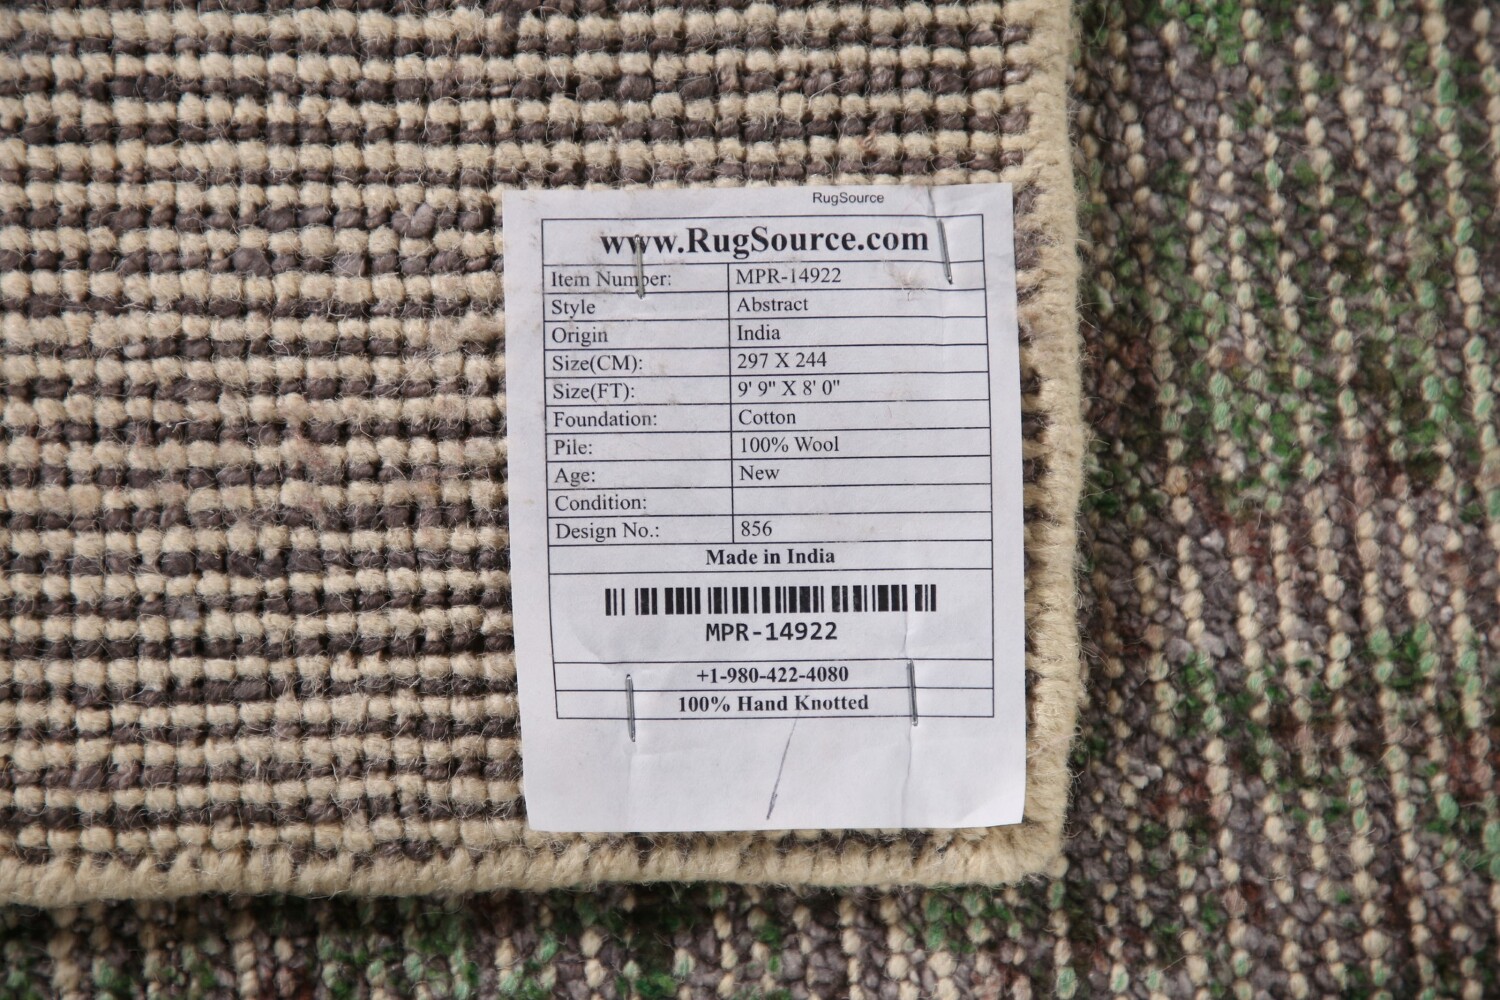 RugSource
www.RugSource.com
Item Number: MPR-14922
Style Abstract
Origin India
Size(CM): 297 X 244
Size(FT): 9' 9" X 8' 0"
Foundation: Cotton
Pile: 100% Wool
Age: New
Condition:
Design No.: 856
Made in India
MPR-14922
+1-980-422-4080
100% Hand Knotted